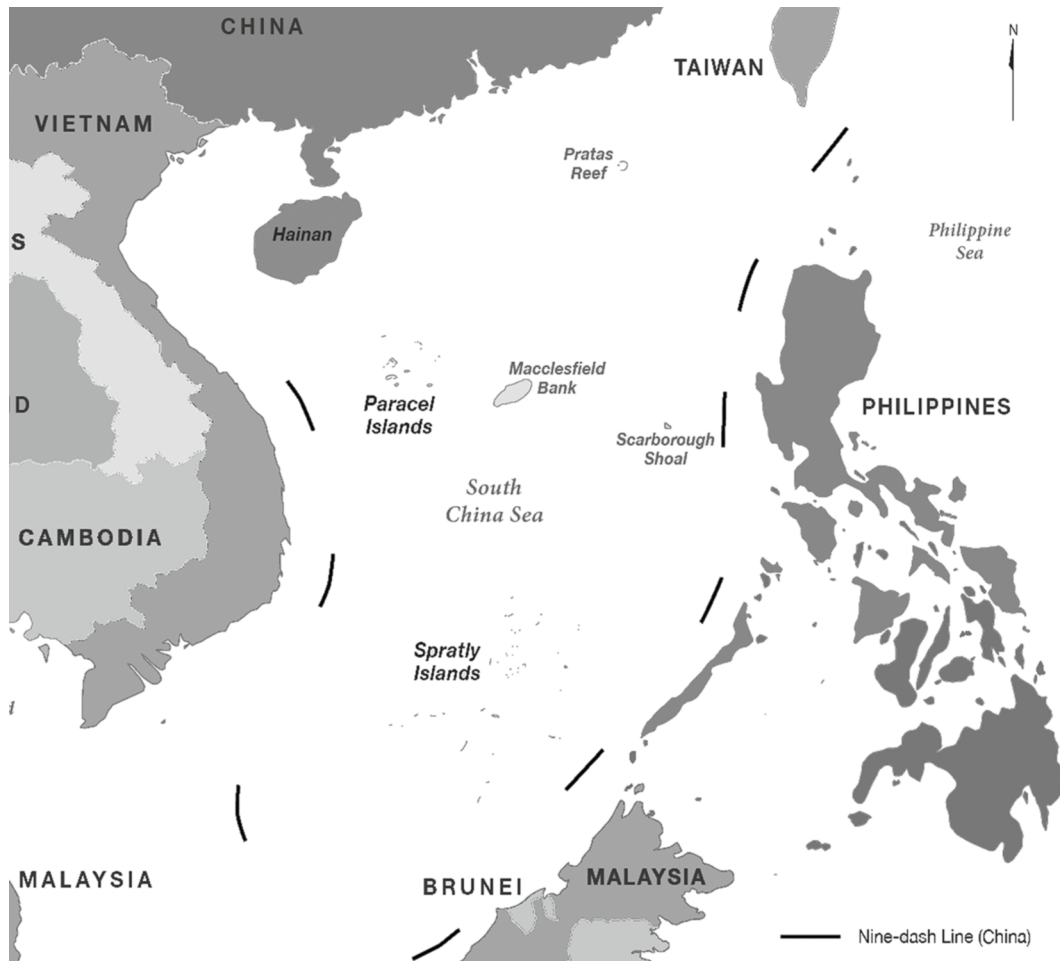 CHINA
N
TAIWAN
VIETNAM
Pratas
Reef
S
Hainan
Philippine
Sea
Macclesfield
Bank
Paracel
Islands
D
PHILIPPINES
Scarborough
Shoal
South
China Sea
CAMBODIA
Spratly
Islands
d
MALAYSIA
BRUNEI
MALAYSIA
Nine-dash Line (China)